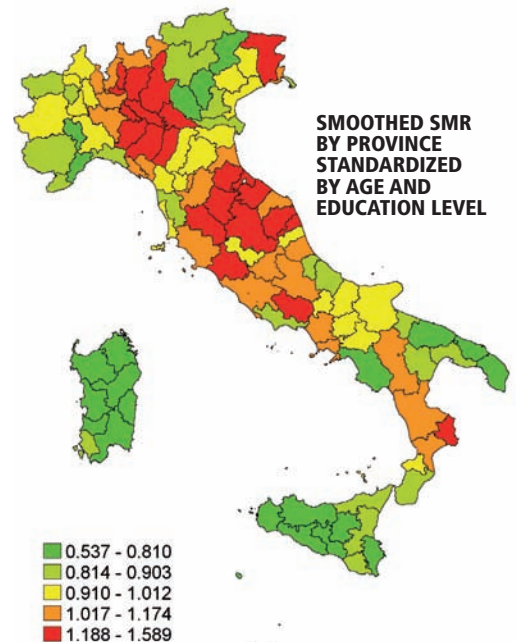 SMOOTHED SMR
BY PROVINCE
STANDARDIZED
BY AGE AND
EDUCATION LEVEL
0.537 - 0.810
0.814 - 0.903
0.910 - 1.012
1.017 - 1.174
1.188 - 1.589